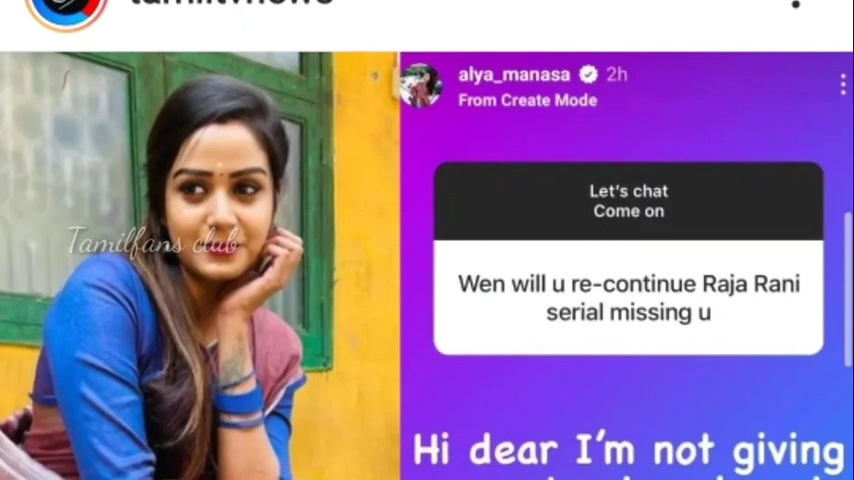 alya_manasa 2h
From Create Mode
Let's chat
Come on
Wen will u re-continue Raja Rani
serial missing u
Tamilfans club
Hi dear I'm not giving